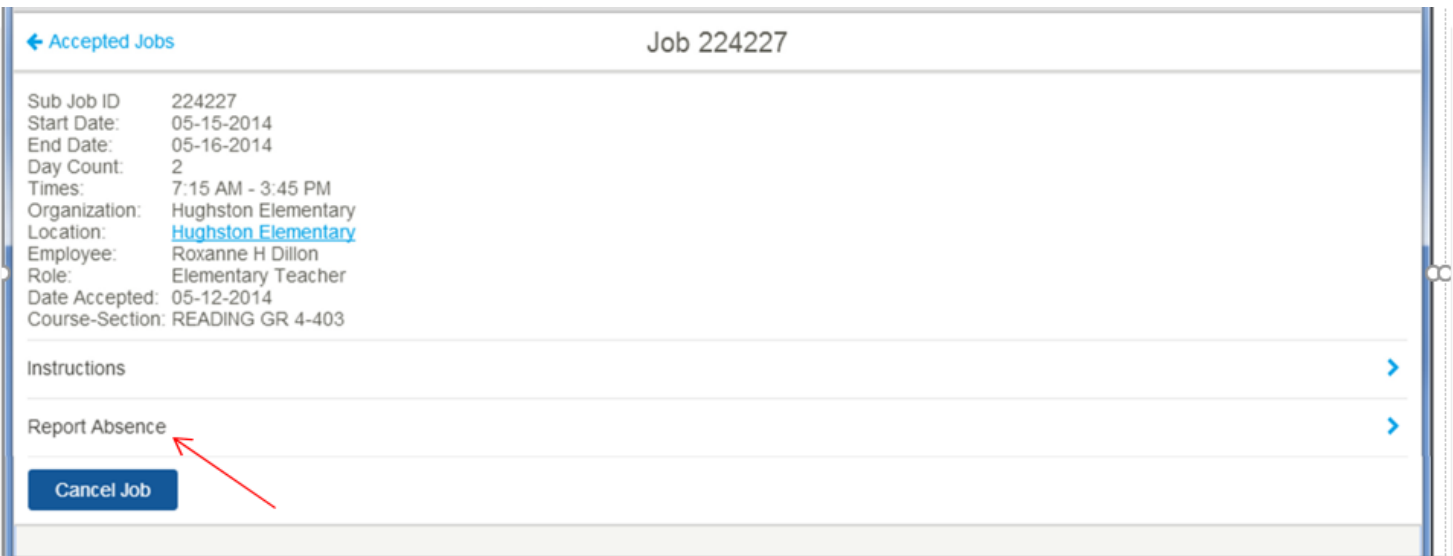 Accepted Jobs
Job 224227
Sub Job ID 224227
Start Date: 05-15-2014
End Date: 05-16-2014
Day Count: 2
Times: 7:15 AM - 3:45 PM
Organization: Hughston Elementary
Location: Hughston Elementary
Employee: Roxanne H Dillon
Role: Elementary Teacher
Date Accepted: 05-12-2014
Course-Section: READING GR 4-403
Instructions
Report Absence
Cancel Job